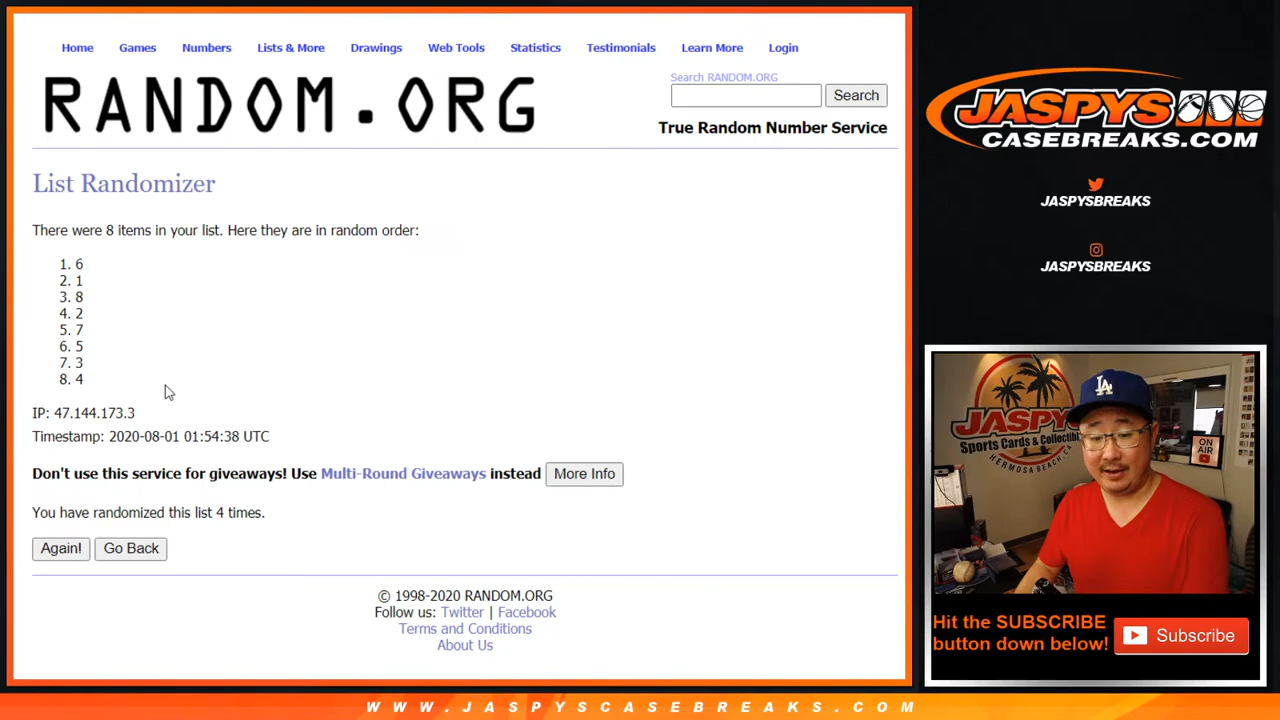 Home Games Numbers Lists & More Drawings Web Tools Statistics Testimonials Learn More Login
RANDOM.ORG
Search RANDOM.ORG
Search
True Random Number Service
List Randomizer
There were 8 items in your list. Here they are in random order:
1. 6
2. 1
3. 8
4. 2
5. 7
6. 5
7. 3
8. 4
IP: 47.144.173.3
Timestamp: 2020-08-01 01:54:38 UTC
Don't use this service for giveaways! Use Multi-Round Giveaways instead More Info
You have randomized this list 4 times.
Again! Go Back
© 1998-2020 RANDOM.ORG
Follow us: Twitter | Facebook
Terms and Conditions
About Us
JASPYS
CASEBREAKS.COM
JASPYSBREAKS
JASPYSBREAKS
JASPYS
Sports Cards & Collectibl
HERMOSA BEACH, CA
LA
ON
AIR
Hit the SUBSCRIBE
button down below!
Subscribe
WWW.JASPYSCASEBREAKS.COM